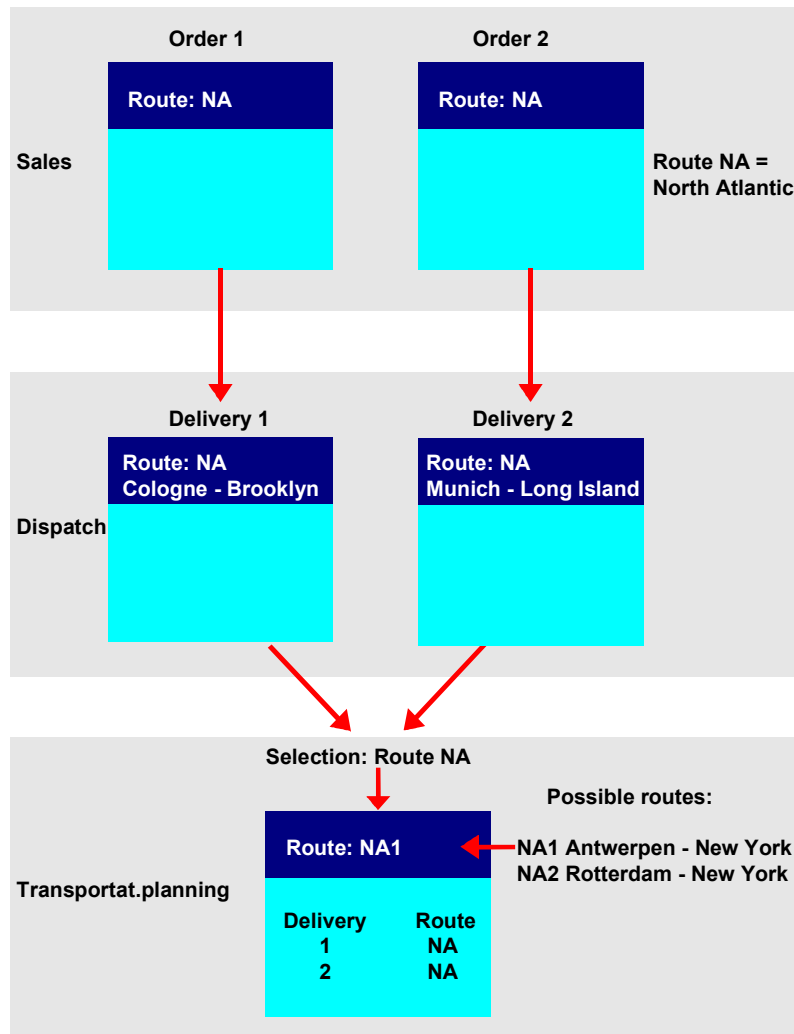 Order 1
Order 2
Route: NA
Route: NA
Sales
Route NA =
North Atlantic
Delivery 1
Delivery 2
Route: NA
Cologne - Brooklyn
Route: NA
Munich - Long Island
Dispatch
Selection: Route NA
Possible routes:
Route: NA1
NA1 Antwerpen - New York
NA2 Rotterdam - New York
Transportat.planning
Delivery Route
1 NA
2 NA